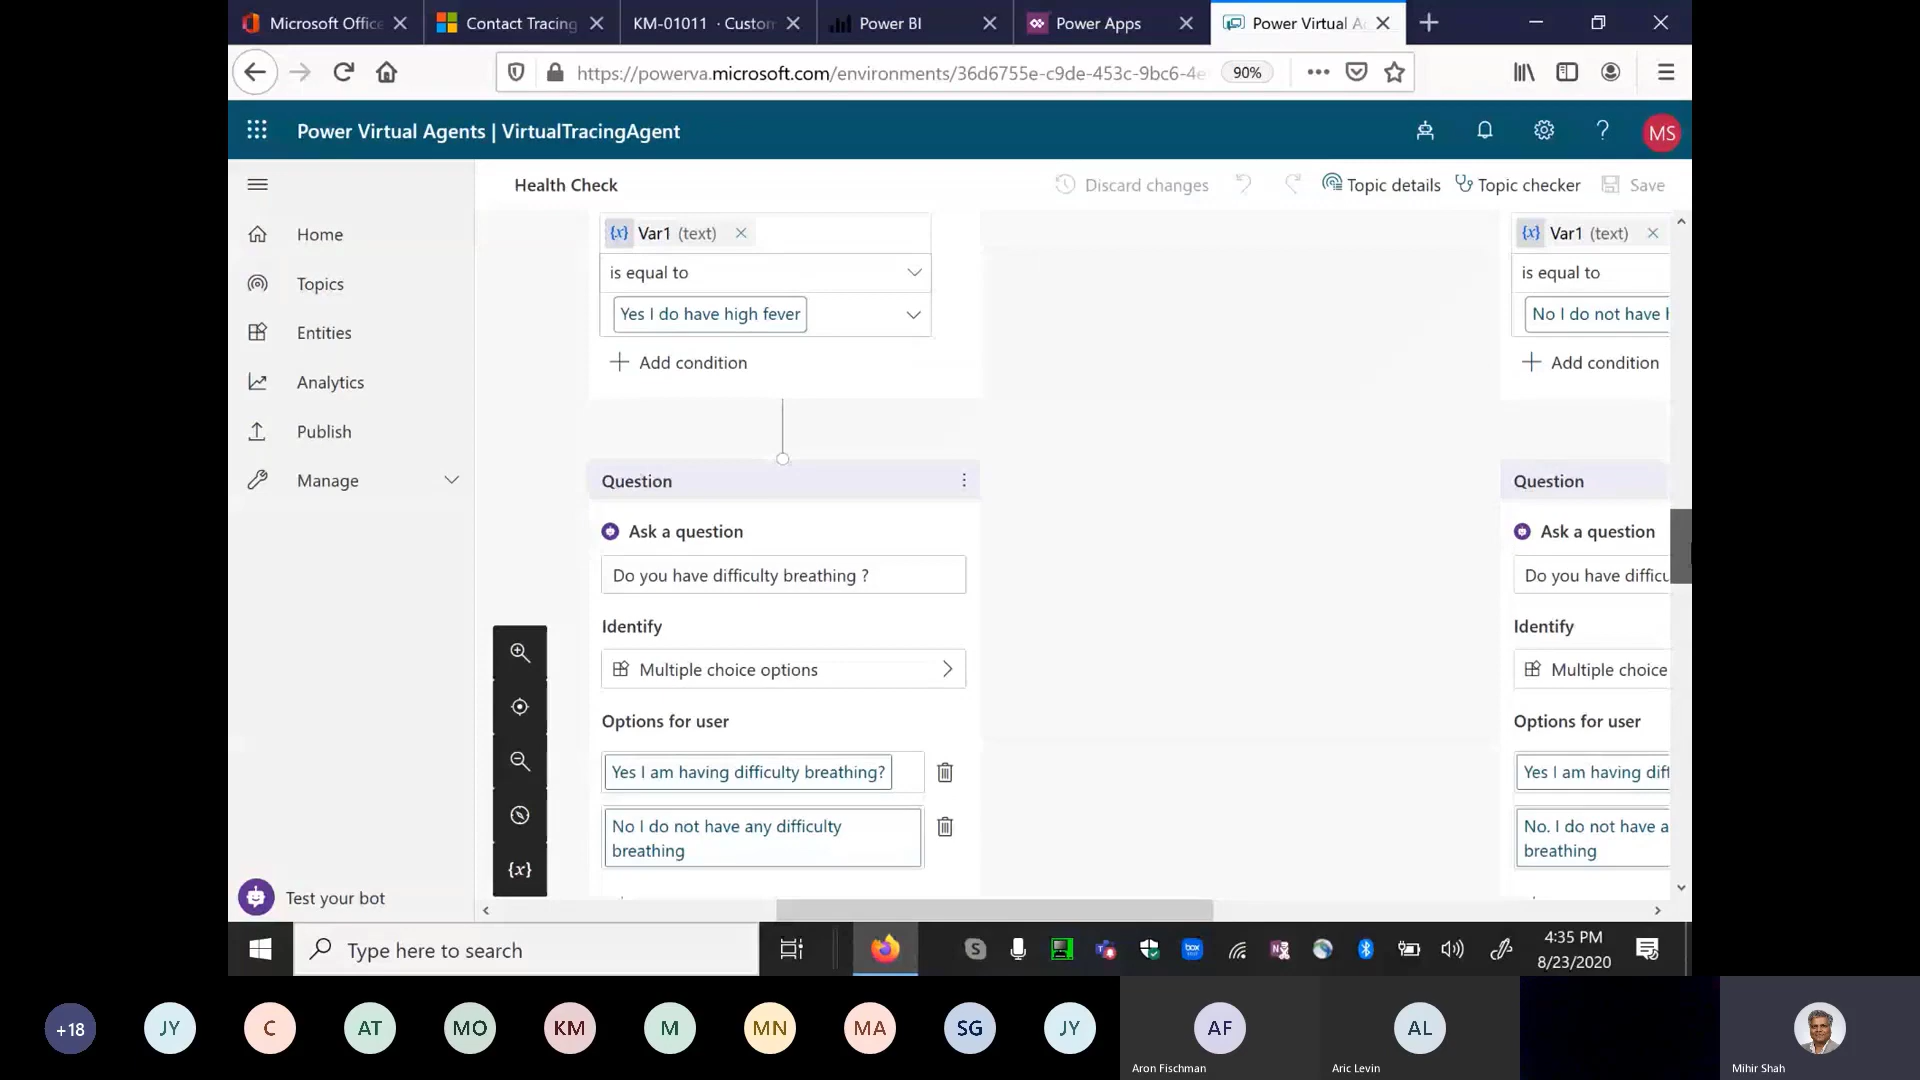 Microsoft Office
Contact Tracing
KM-01011 · Custom
Power BI
Power Apps
Power Virtual A
https://powerva.microsoft.com/environments/36d6755e-c9de-453c-9bc6-4e
90%
Power Virtual Agents | VirtualTracingAgent
MS
Health Check
Discard changes
Topic details
Topic checker
Save
Home
Topics
Entities
Analytics
Publish
Manage
Test your bot
{x} Var1 (text)
is equal to
Yes I do have high fever
Add condition
Question
Ask a question
Do you have difficulty breathing ?
Identify
Multiple choice options
Options for user
Yes I am having difficulty breathing?
No I do not have any difficulty
breathing
{x}
{x} Var1 (text)
is equal to
No I do not have h
Add condition
Question
Ask a question
Do you have difficu
Identify
Multiple choice
Options for user
Yes I am having diff
No. I do not have a
breathing
Type here to search
4:35 PM
8/23/2020
+18
JY
C
AT
MO
KM
M
MN
MA
SG
JY
AF
Aron Fischman
AL
Aric Levin
Mihir Shah